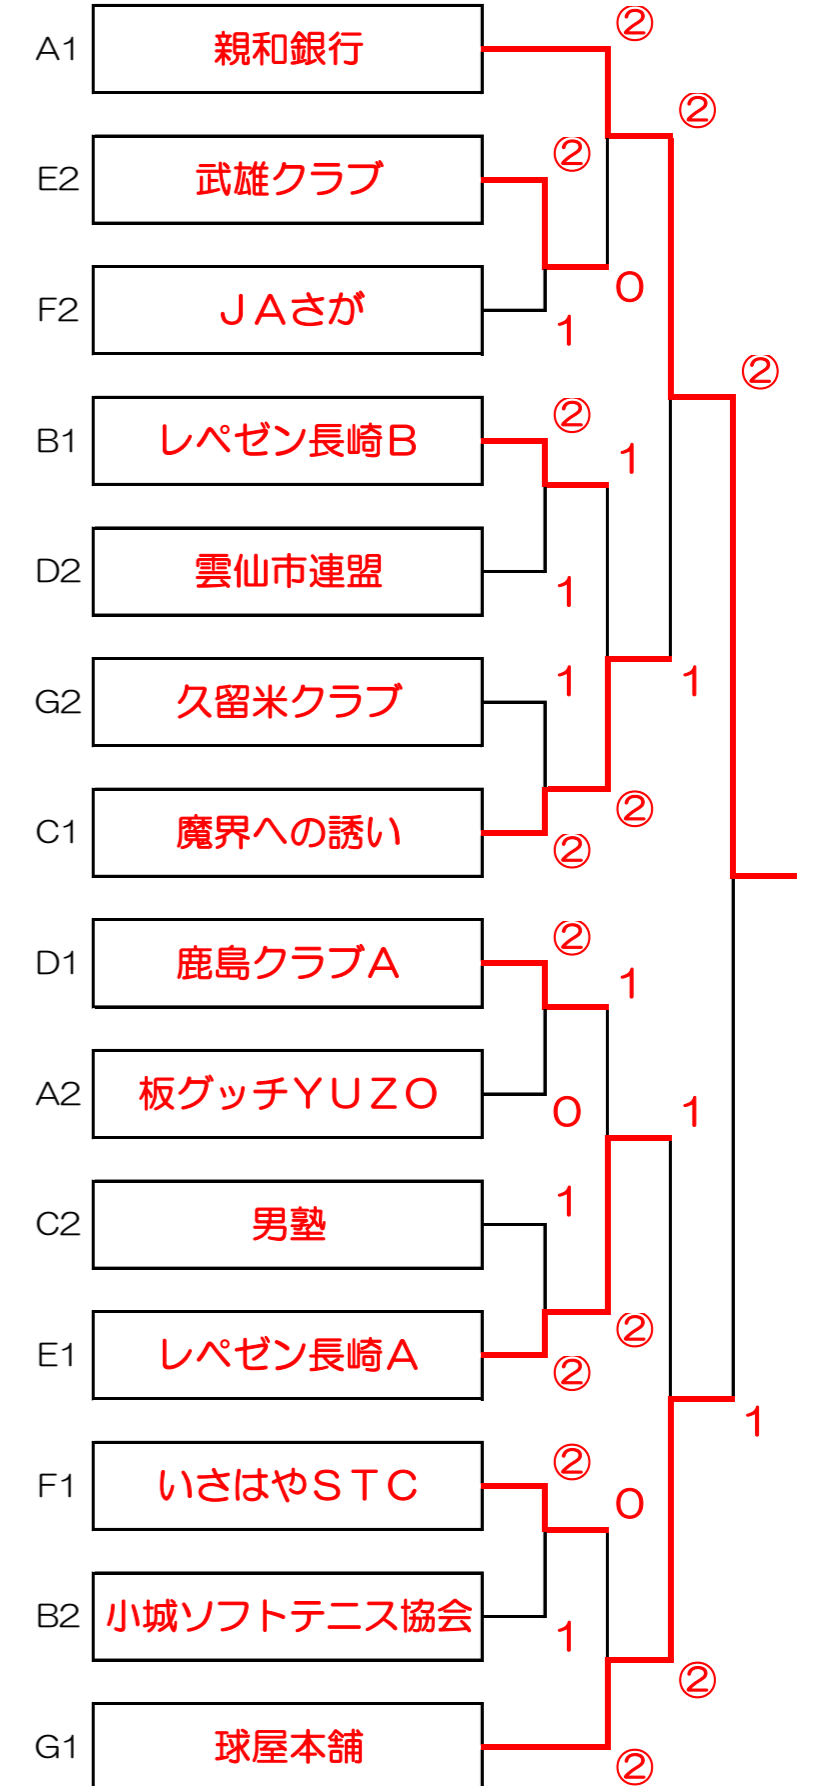 ②
A1 親和銀行
②
②
E2 武雄クラブ
0
F2 ＪＡさが
1
②
②
B1 レペゼン長崎Ｂ
1
D2 雲仙市連盟
1
1
1
G2 久留米クラブ
②
C1 魔界への誘い
②
②
D1 鹿島クラブＡ
1
A2 板グッチＹＵＺＯ
0
1
1
C2 男塾
②
E1 レペゼン長崎Ａ
②
1
②
F1 いさはやＳＴＣ
0
B2 小城ソフトテニス協会
1
②
G1 球屋本舗
②